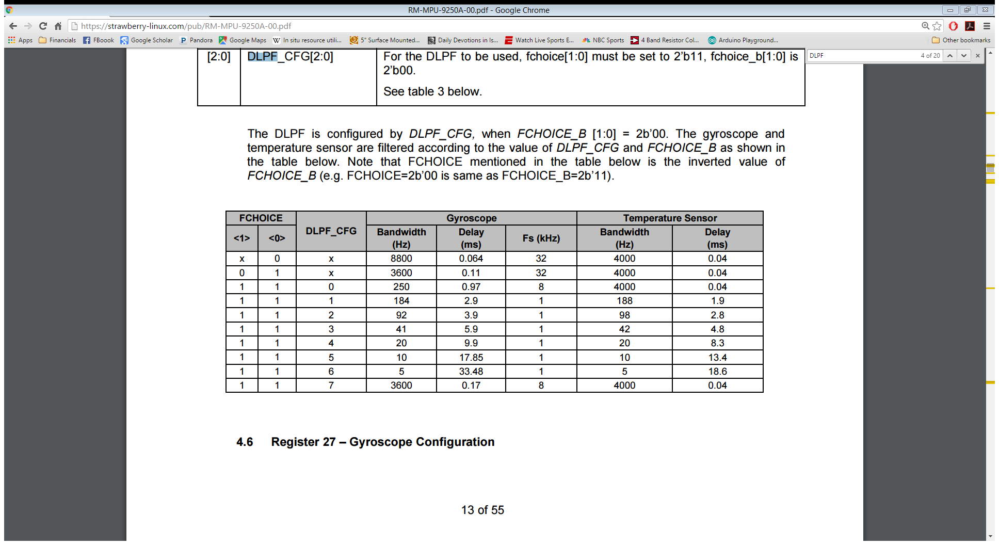 RM-MPU-9250A-00.pdf - Google Chrome
https://strawberry-linux.com/pub/RM-MPU-9250A-00.pdf
Apps Financials FBoook Google Scholar Pandora Google Maps In situ resource utili... 5" Surface Mounted... Daily Devotions in Is... Watch Live Sports E... NBC Sports 4 Band Resistor Col... Arduino Playground... Other bookmarks
DLPF 4 of 20
[2:0] DLPF_CFG[2:0] For the DLPF to be used, fchoice[1:0] must be set to 2'b11, fchoice_b[1:0] is
2'b00.
See table 3 below.
The DLPF is configured by DLPF_CFG, when FCHOICE_B [1:0] = 2b'00. The gyroscope and
temperature sensor are filtered according to the value of DLPF_CFG and FCHOICE_B as shown in
the table below. Note that FCHOICE mentioned in the table below is the inverted value of
FCHOICE_B (e.g. FCHOICE=2b'00 is same as FCHOICE_B=2b'11).
FCHOICE DLPF_CFG Gyroscope Temperature Sensor
<1> <0> Bandwidth (Hz) Delay (ms) Fs (kHz) Bandwidth (Hz) Delay (ms)
x 0 x 8800 0.064 32 4000 0.04
0 1 x 3600 0.11 32 4000 0.04
1 1 0 250 0.97 8 4000 0.04
1 1 1 184 2.9 1 188 1.9
1 1 2 92 3.9 1 98 2.8
1 1 3 41 5.9 1 42 4.8
1 1 4 20 9.9 1 20 8.3
1 1 5 10 17.85 1 10 13.4
1 1 6 5 33.48 1 5 18.6
1 1 7 3600 0.17 8 4000 0.04
4.6 Register 27 – Gyroscope Configuration
13 of 55